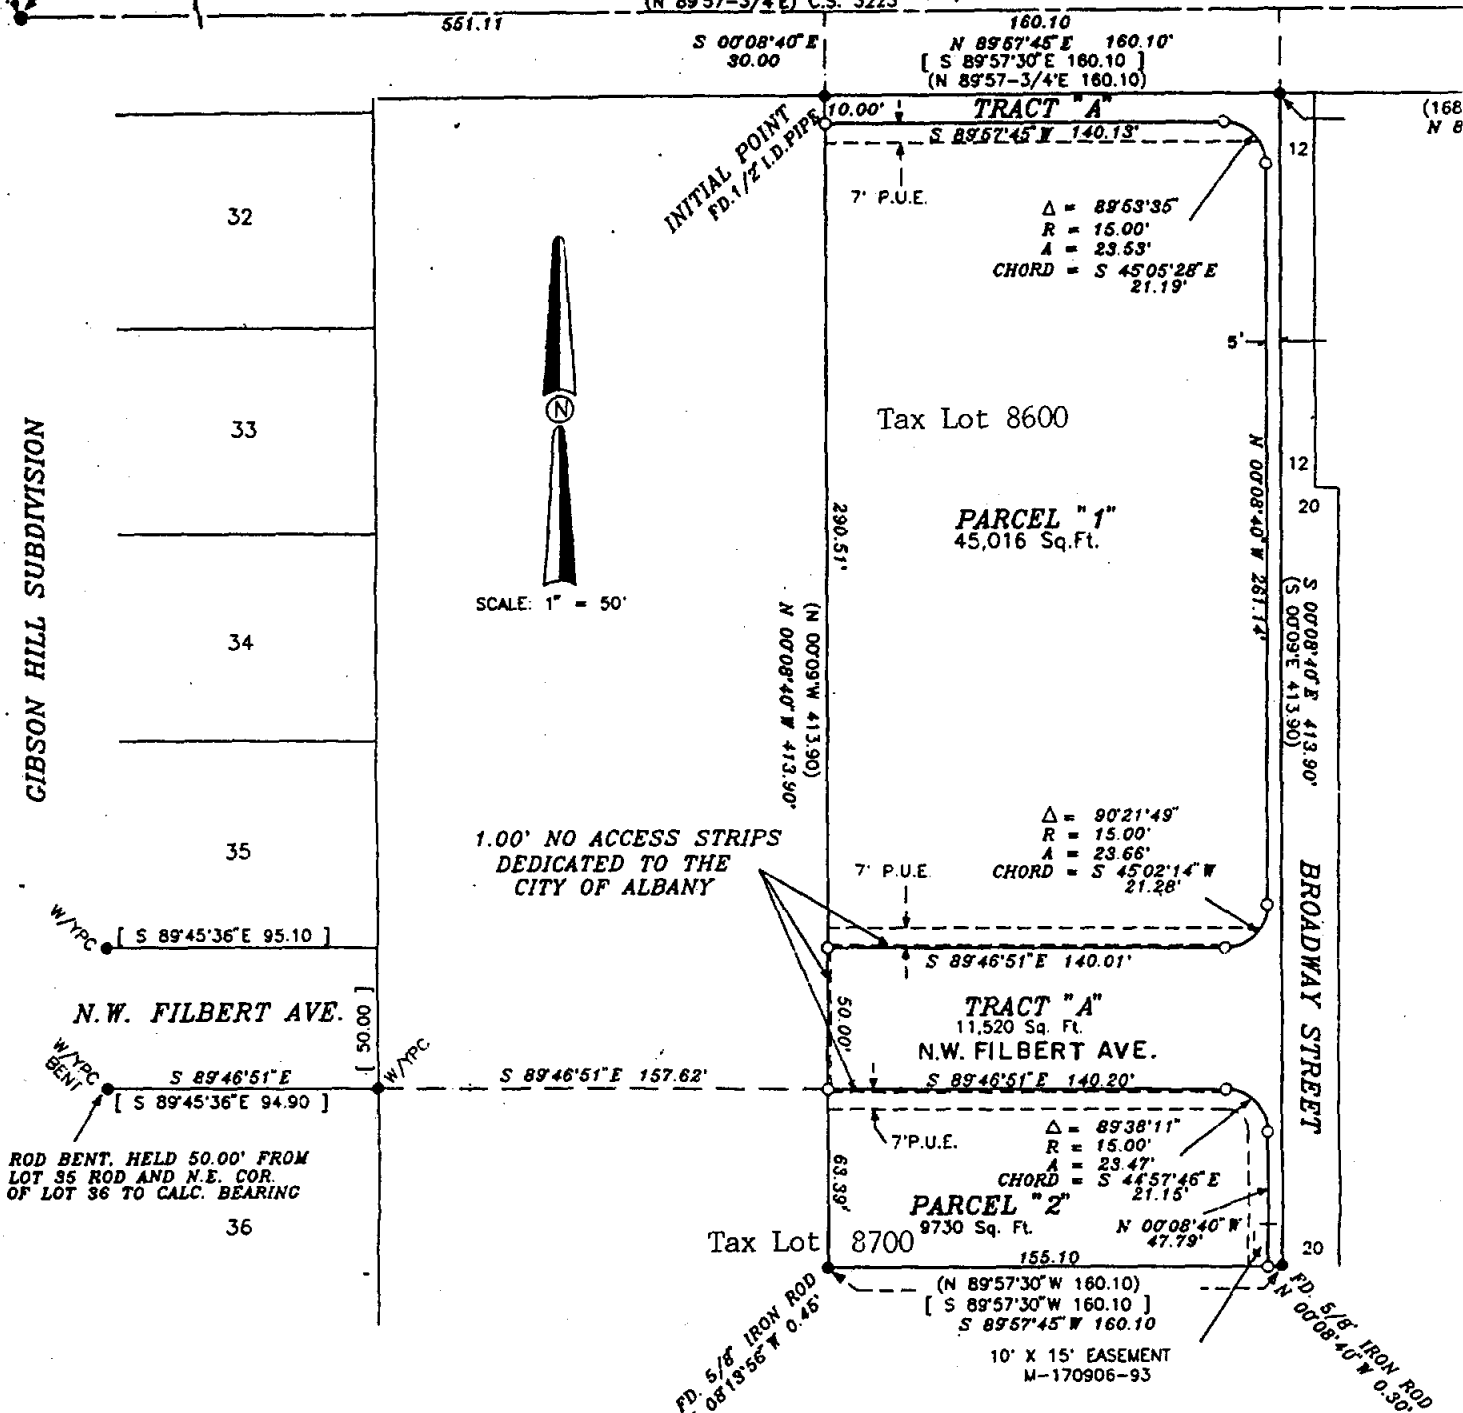 (N 89°57-3/4'E) C.S. 3223
551.11
160.10
S 00°08'40"E
30.00
N 89°57'45"E 160.10'
[ S 89°57'30"E 160.10 ]
(N 89°57-3/4'E 160.10)
INITIAL POINT
FD.1/2" I.D.PIPE
10.00'
TRACT "A"
S 89°57'45"W 140.13'
(168
N 8
12
7' P.U.E.
Δ = 89°53'35"
R = 15.00'
A = 23.53'
CHORD = S 45°05'28"E
21.19'
32
5'
33
Tax Lot 8600
N 00°08'40"W 261.14'
12
20
GIBSON HILL SUBDIVISION
N
290.51'
PARCEL "1"
45,016 Sq.Ft.
SCALE: 1" = 50'
(N 00°09'W 413.90)
N 00°08'40"W 413.90'
S 00°08'40"E 413.90'
(S 00°09'E 413.90)
34
35
1.00' NO ACCESS STRIPS
DEDICATED TO THE
CITY OF ALBANY
7' P.U.E.
Δ = 90°21'49"
R = 15.00'
A = 23.66'
CHORD = S 45°02'14"W
21.28'
BROADWAY STREET
W/YPC
[ S 89°45'36"E 95.10 ]
S 89°46'51"E 140.01'
N.W. FILBERT AVE.
[ 50.00 ]
50.00'
TRACT "A"
11,520 Sq. Ft.
N.W. FILBERT AVE.
W/YPC
BENT
S 89°46'51"E
[ S 89°45'36"E 94.90 ]
W/YPC
S 89°46'51"E 157.62'
S 89°46'51"E 140.20'
ROD BENT. HELD 50.00' FROM
LOT 35 ROD AND N.E. COR.
OF LOT 36 TO CALC. BEARING
36
7'P.U.E.
Δ = 89°38'11"
R = 15.00'
A = 23.47'
CHORD = S 44°57'46"E
21.15'
63.39'
PARCEL "2"
9730 Sq. Ft.
N 00°08'40"W
47.79'
Tax Lot 8700
20
155.10
(N 89°57'30"W 160.10)
[ S 89°57'30"W 160.10 ]
S 89°57'45"W 160.10
10' X 15' EASEMENT
M-170906-93
FD. 5/8" IRON ROD
08°13'56"W 0.45'
FD. 5/8" IRON ROD
N 00°08'40"W 0.30'